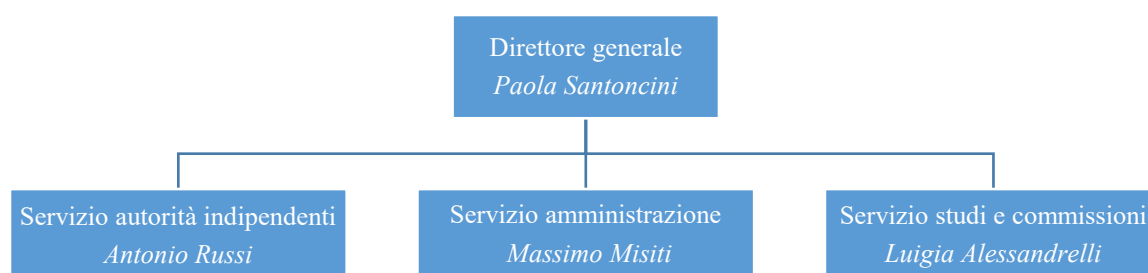 Direttore generale
Paola Santoncini
Servizio autorità indipendenti
Antonio Russi
Servizio amministrazione
Massimo Misiti
Servizio studi e commissioni
Luigia Alessandrelli